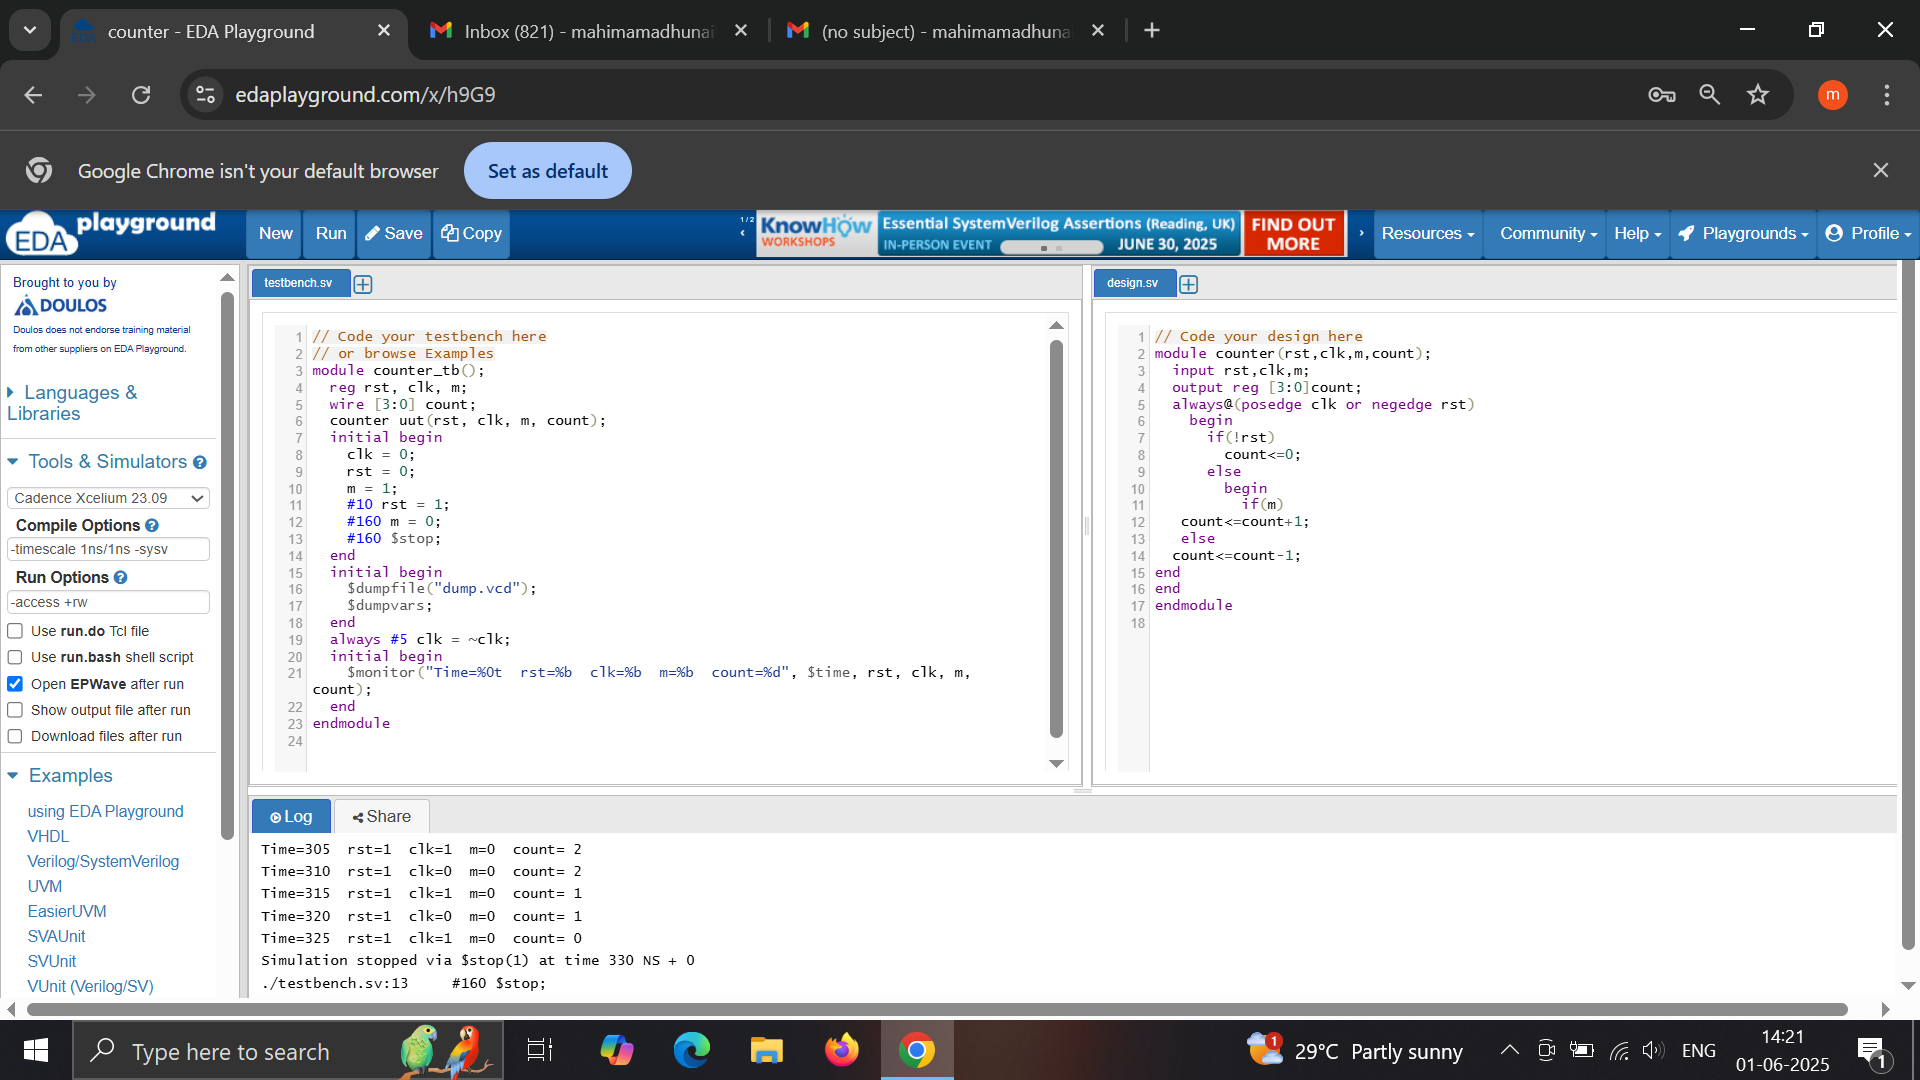 counter - EDA Playground
Inbox (821) - mahimamadhunai
(no subject) - mahimamadhuna
edaplayground.com/x/h9G9
m
Google Chrome isn't your default browser
Set as default
EDA playground
New
Run
Save
Copy
1/2
KnowHow
WORKSHOPS
Essential SystemVerilog Assertions (Reading, UK)
IN-PERSON EVENT
JUNE 30, 2025
FIND OUT
MORE
Resources
Community
Help
Playgrounds
Profile
Brought to you by
DOULOS
Doulos does not endorse training material
from other suppliers on EDA Playground.
Languages &
Libraries
Tools & Simulators
Cadence Xcelium 23.09
Compile Options
-timescale 1ns/1ns -sysv
Run Options
-access +rw
Use run.do Tcl file
Use run.bash shell script
Open EPWave after run
Show output file after run
Download files after run
Examples
using EDA Playground
VHDL
Verilog/SystemVerilog
UVM
EasierUVM
SVAUnit
SVUnit
VUnit (Verilog/SV)
testbench.sv
1 // Code your testbench here
2 // or browse Examples
3 module counter_tb();
4 reg rst, clk, m;
5 wire [3:0] count;
6 counter uut(rst, clk, m, count);
7 initial begin
8 clk = 0;
9 rst = 0;
10 m = 1;
11 #10 rst = 1;
12 #160 m = 0;
13 #160 $stop;
14 end
15 initial begin
16 $dumpfile("dump.vcd");
17 $dumpvars;
18 end
19 always #5 clk = ~clk;
20 initial begin
21 $monitor("Time=%0t  rst=%b  clk=%b  m=%b  count=%d", $time, rst, clk, m,
count);
22 end
23 endmodule
24
design.sv
1 // Code your design here
2 module counter(rst,clk,m,count);
3 input rst,clk,m;
4 output reg [3:0]count;
5 always@(posedge clk or negedge rst)
6 begin
7 if(!rst)
8 count<=0;
9 else
10 begin
11 if(m)
12 count<=count+1;
13 else
14 count<=count-1;
15 end
16 end
17 endmodule
18
Log
Share
Time=305  rst=1  clk=1  m=0  count= 2
Time=310  rst=1  clk=0  m=0  count= 2
Time=315  rst=1  clk=1  m=0  count= 1
Time=320  rst=1  clk=0  m=0  count= 1
Time=325  rst=1  clk=1  m=0  count= 0
Simulation stopped via $stop(1) at time 330 NS + 0
./testbench.sv:13     #160 $stop;
Type here to search
1
29°C Partly sunny
ENG
14:21
01-06-2025
1